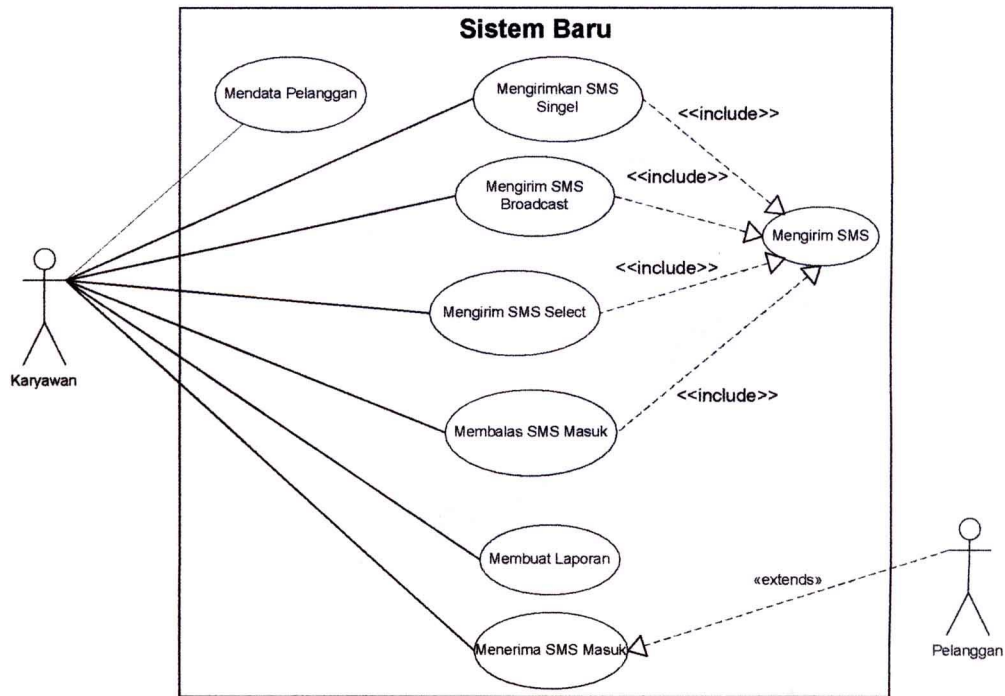 Sistem Baru
Mendata Pelanggan
Mengirimkan SMS
Singel
<<include>>
Mengirim SMS
Broadcast
<<include>>
Mengirim SMS
<<include>>
Mengirim SMS Select
Karyawan
<<include>>
Membalas SMS Masuk
Membuat Laporan
«extends»
Menerima SMS Masuk
Pelanggan